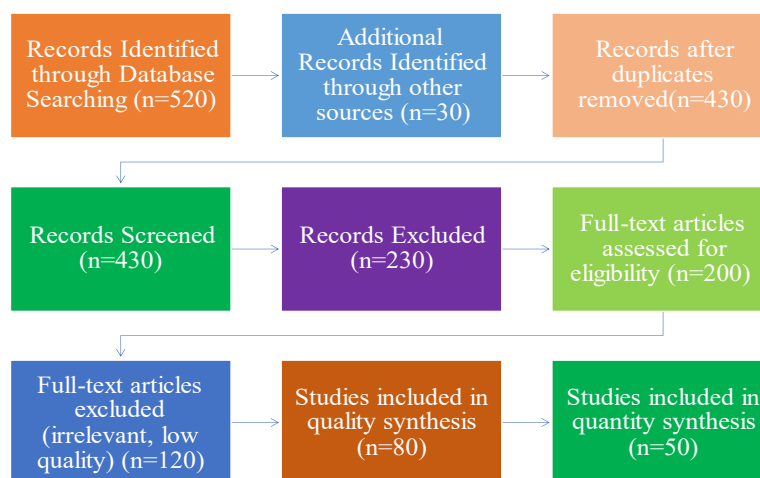 Records Identified
through Database
Searching (n=520)
Additional
Records Identified
through other
sources (n=30)
Records after
duplicates
removed(n=430)
Records Screened
(n=430)
Records Excluded
(n=230)
Full-text articles
assessed for
eligibility (n=200)
Full-text articles
excluded
(irrelevant, low
quality) (n=120)
Studies included in
quality synthesis
(n=80)
Studies included in
quantity synthesis
(n=50)